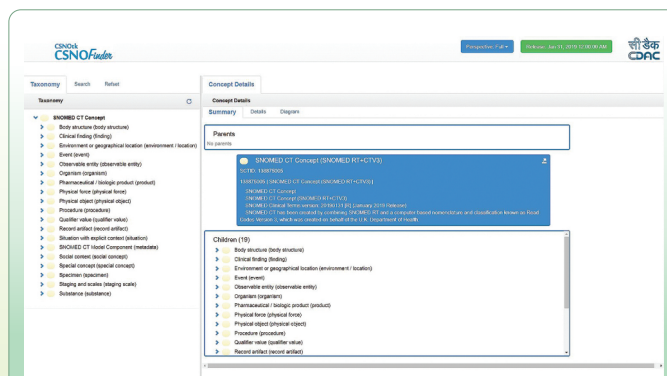 CSNOtk
CSNOFinder
Perspective: Full
Release: Jan 31, 2019 12:00:00 AM
सी डैक
CDAC
Taxonomy Search Refset
Taxonomy
SNOMED CT Concept
Body structure (body structure)
Clinical finding (finding)
Environment or geographical location (environment / location)
Event (event)
Observable entity (observable entity)
Organism (organism)
Pharmaceutical / biologic product (product)
Physical force (physical force)
Physical object (physical object)
Procedure (procedure)
Qualifier value (qualifier value)
Record artifact (record artifact)
Situation with explicit context (situation)
SNOMED CT Model Component (metadata)
Social context (social concept)
Special concept (special concept)
Specimen (specimen)
Staging and scales (staging scale)
Substance (substance)
Concept Details
Concept Details
Summary Details Diagram
Parents
No parents
SNOMED CT Concept (SNOMED RT+CTV3)
SCTID: 138875005
138875005 | SNOMED CT Concept (SNOMED RT+CTV3) |
SNOMED CT Concept
SNOMED CT Concept (SNOMED RT+CTV3)
SNOMED Clinical Terms version: 20190131 [R] (January 2019 Release)
SNOMED CT has been created by combining SNOMED RT and a computer based nomenclature and classification known as Read
Codes Version 3, which was created on behalf of the U.K. Department of Health
Children (19)
Body structure (body structure)
Clinical finding (finding)
Environment or geographical location (environment / location)
Event (event)
Observable entity (observable entity)
Organism (organism)
Pharmaceutical / biologic product (product)
Physical force (physical force)
Physical object (physical object)
Procedure (procedure)
Qualifier value (qualifier value)
Record artifact (record artifact)